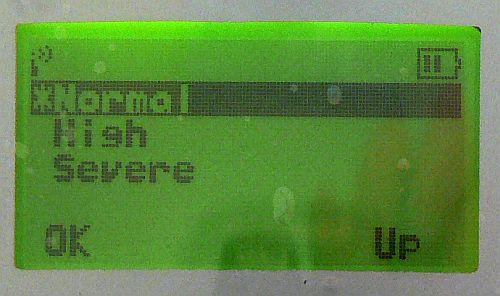 *Normal
High
Severe
OK Up